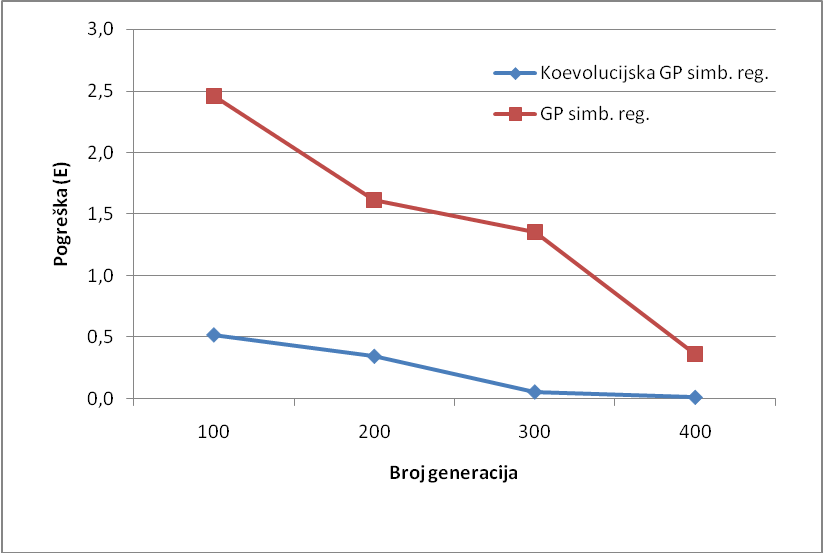 3,0
2,5
2,0
1,5
1,0
0,5
0,0
Pogreška (E)
Koevolucijska GP simb. reg.
GP simb. reg.
100 200 300 400
Broj generacija